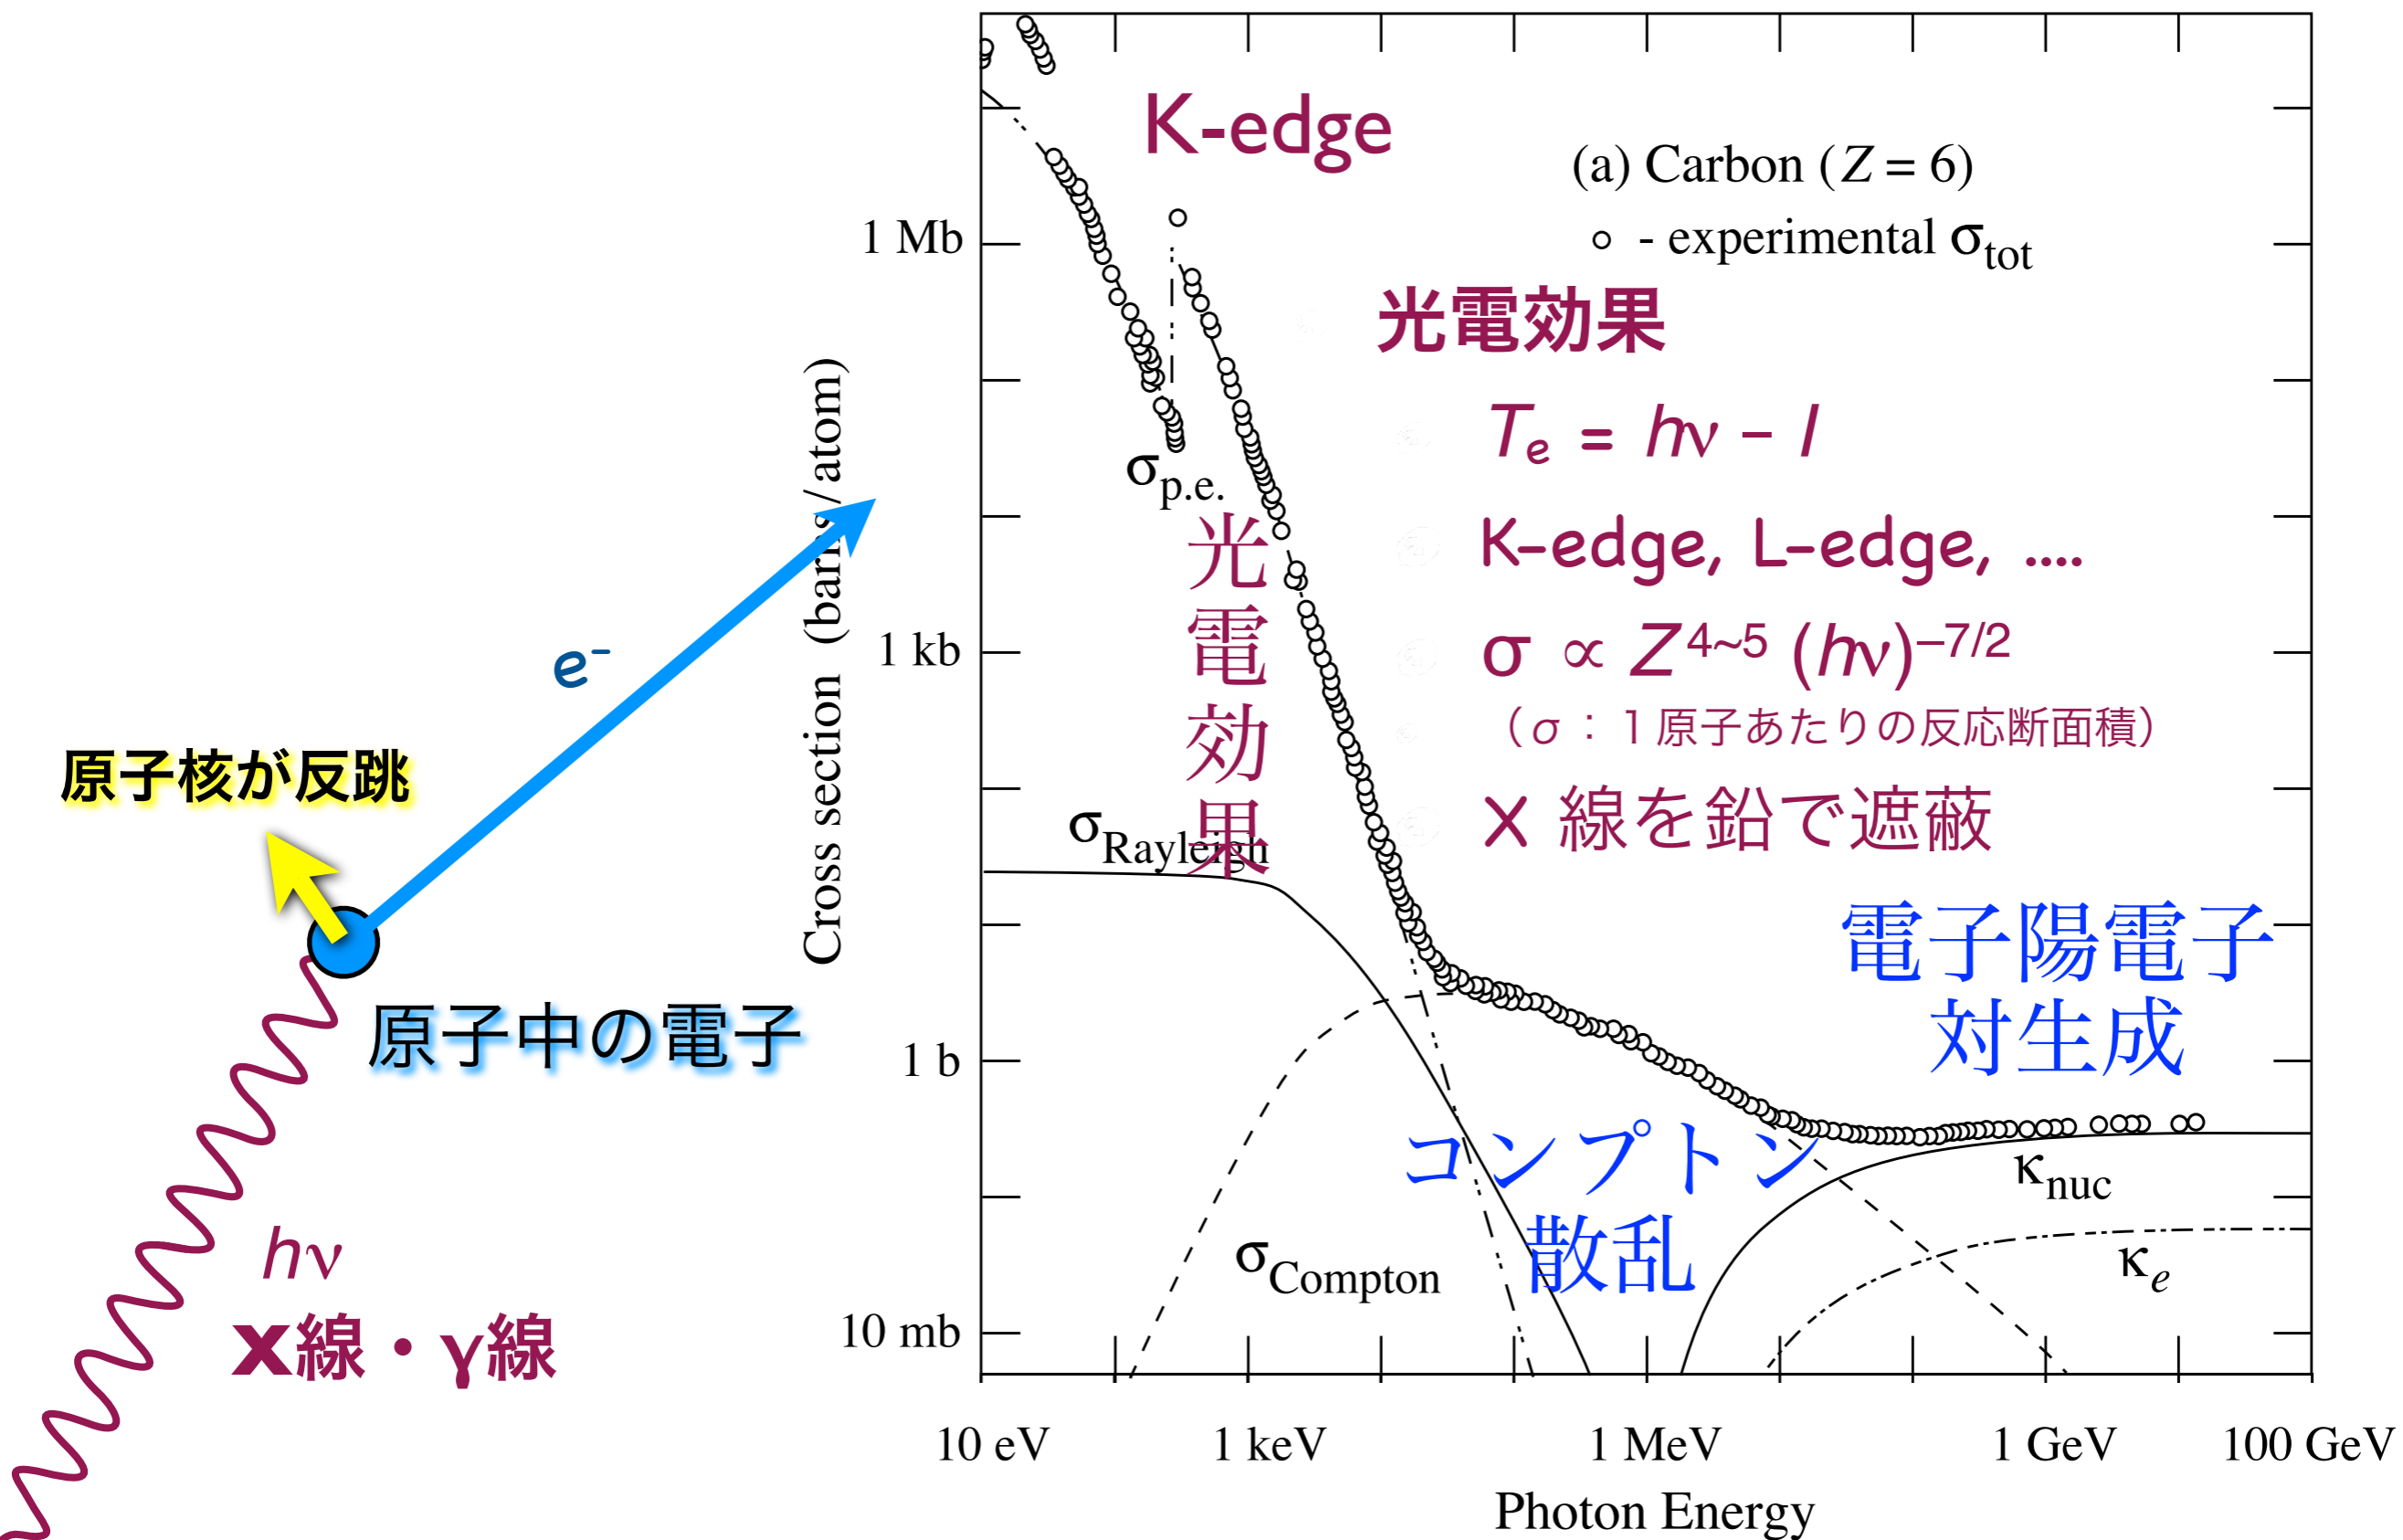 K-edge
(a) Carbon (Z = 6)
- experimental σtot
光電効果
Te = hν − I
K-edge, L-edge, ....
σ ∝ Z4~5 (hν)−7/2
(σ：1原子あたりの反応断面積)
X 線を鉛で遮蔽
1 Mb
1 kb
1 b
10 mb
Cross section (barns/atom)
σp.e.
光電効果
σRayleigh
電子陽電子
対生成
コンプトン
散乱
σCompton
κnuc
κe
10 eV
1 keV
1 MeV
1 GeV
100 GeV
Photon Energy
e−
原子核が反跳
原子中の電子
hν
X線・γ線